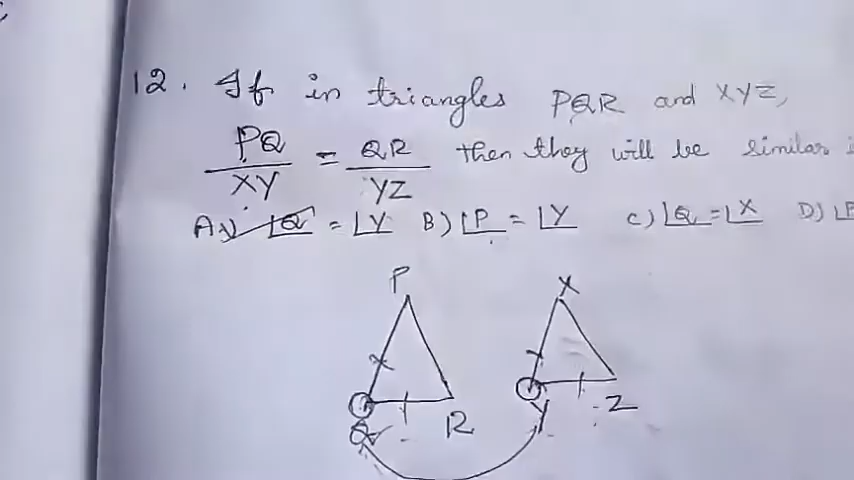 12. If in triangles PQR and XYZ,
PQ/XY = QR/YZ then they will be similar
A) ∠Q = ∠Y B) ∠P = ∠Y C) ∠Q = ∠X D) ∠P
P X
Q R Y Z